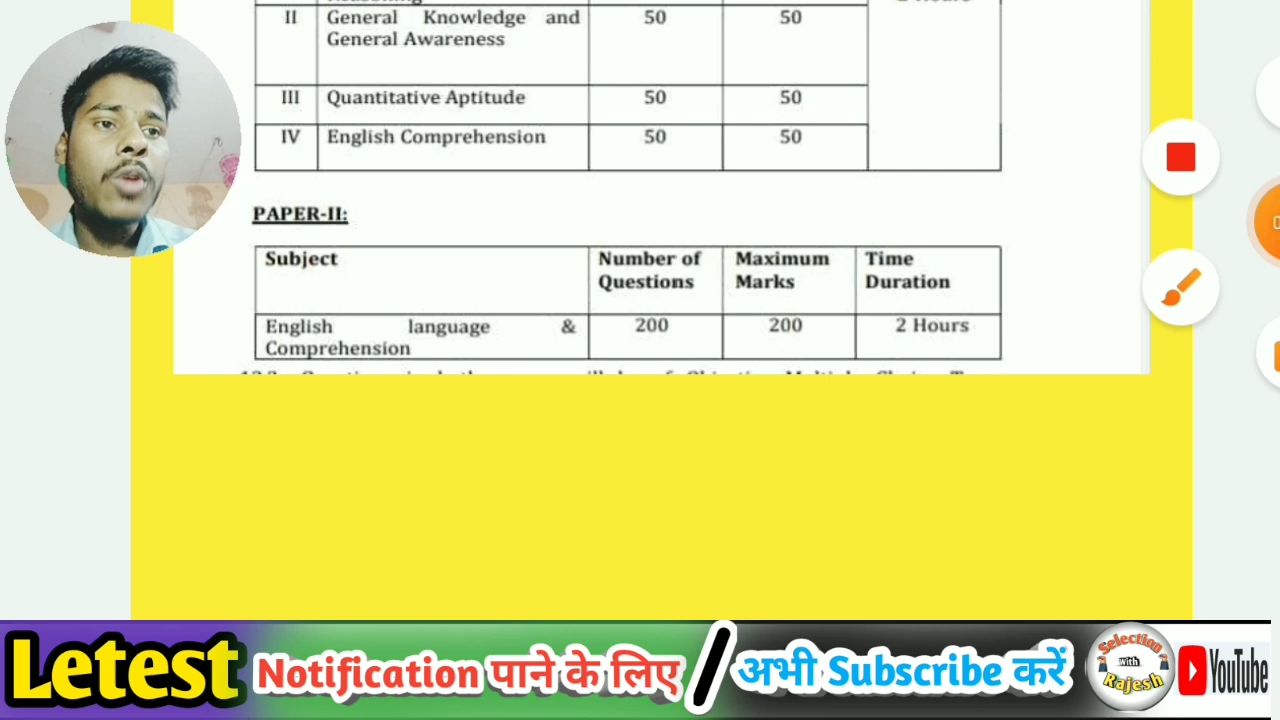 II General Knowledge and 50 50
General Awareness
III Quantitative Aptitude 50 50
IV English Comprehension 50 50
PAPER-II:
Subject Number of Maximum Time
Questions Marks Duration
English language & 200 200 2 Hours
Comprehension
Letest Notification पाने के लिए / अभी Subscribe करें
Selection
with
Rajesh
YouTube